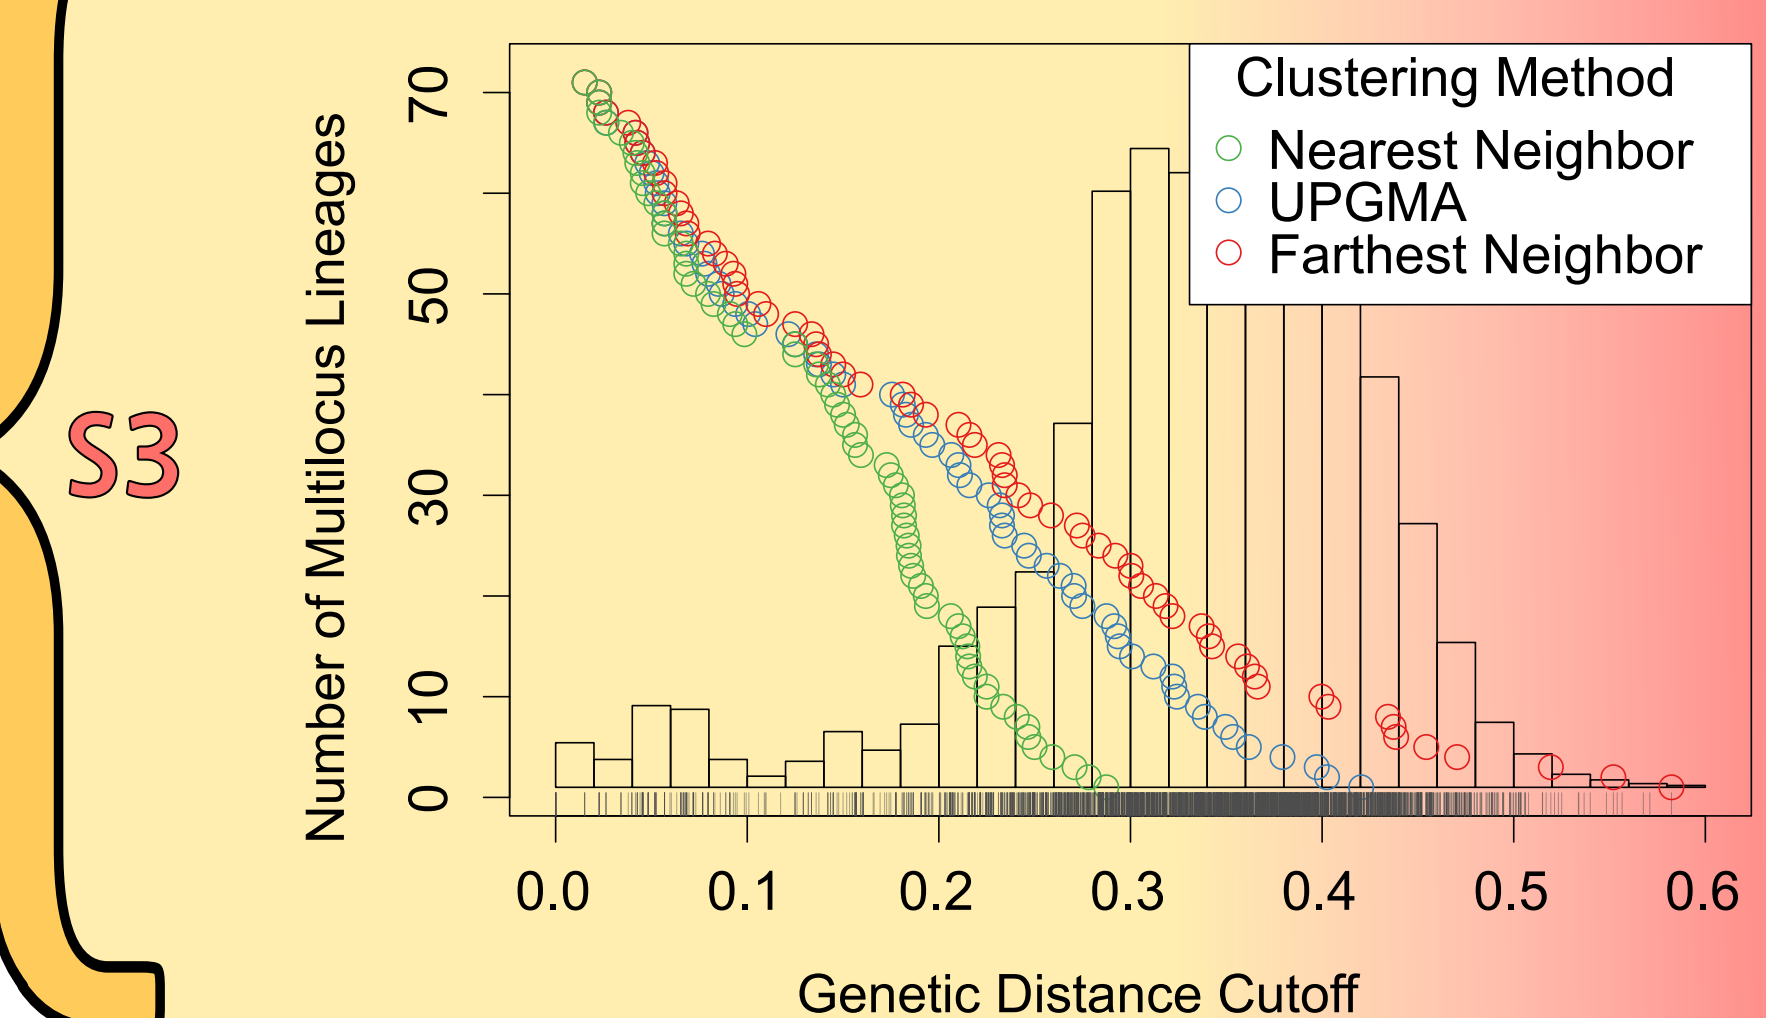 S3
Number of Multilocus Lineages
70
50
30
10
0
Clustering Method
Nearest Neighbor
UPGMA
Farthest Neighbor
0.0 0.1 0.2 0.3 0.4 0.5 0.6
Genetic Distance Cutoff